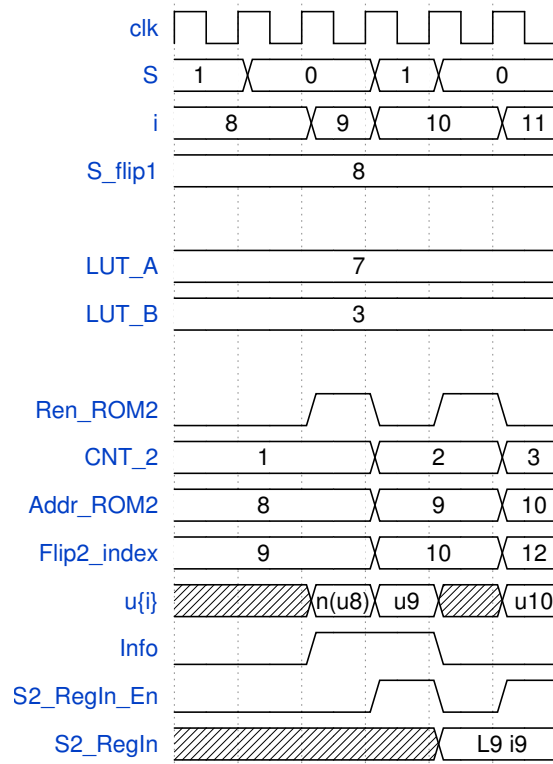 clk
S 1 0 1 0
i 8 9 10 11
S_flip1 8
LUT_A 7
LUT_B 3
Ren_ROM2
CNT_2 1 2 3
Addr_ROM2 8 9 10
Flip2_index 9 10 12
u{i} n(u8) u9 u10
Info
S2_RegIn_En
S2_RegIn L9 i9